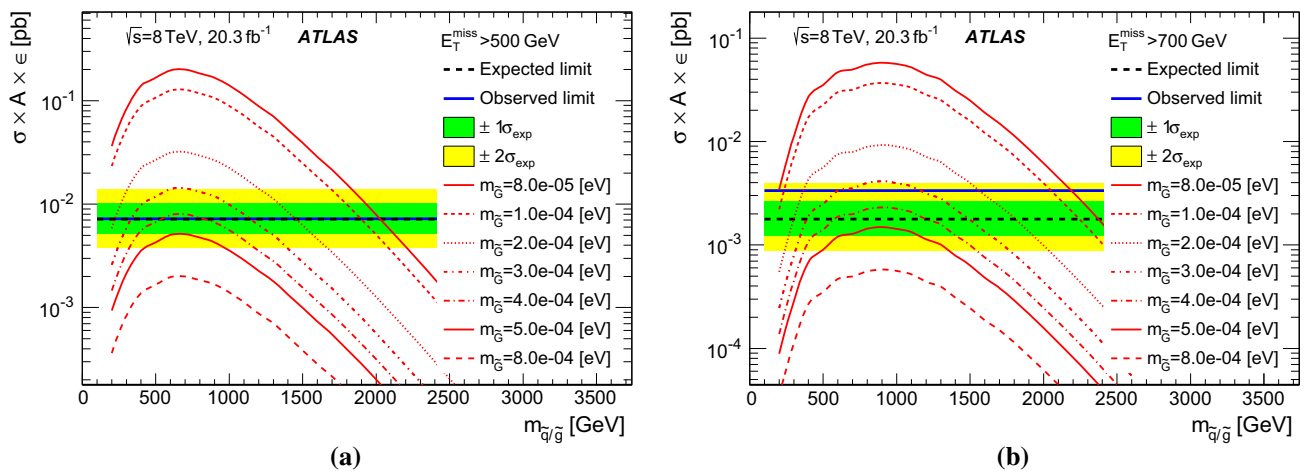 σ × A × ε [pb]
√s=8 TeV, 20.3 fb⁻¹ ATLAS
E_T^miss >500 GeV
Expected limit
Observed limit
± 1σ_exp
± 2σ_exp
m_G̃=8.0e-05 [eV]
m_G̃=1.0e-04 [eV]
m_G̃=2.0e-04 [eV]
m_G̃=3.0e-04 [eV]
m_G̃=4.0e-04 [eV]
m_G̃=5.0e-04 [eV]
m_G̃=8.0e-04 [eV]
10⁻¹
10⁻²
10⁻³
0 500 1000 1500 2000 2500 3000 3500
m_q̃/g̃ [GeV]
(a)
σ × A × ε [pb]
√s=8 TeV, 20.3 fb⁻¹ ATLAS
E_T^miss >700 GeV
Expected limit
Observed limit
± 1σ_exp
± 2σ_exp
m_G̃=8.0e-05 [eV]
m_G̃=1.0e-04 [eV]
m_G̃=2.0e-04 [eV]
m_G̃=3.0e-04 [eV]
m_G̃=4.0e-04 [eV]
m_G̃=5.0e-04 [eV]
m_G̃=8.0e-04 [eV]
10⁻¹
10⁻²
10⁻³
10⁻⁴
0 500 1000 1500 2000 2500 3000 3500
m_q̃/g̃ [GeV]
(b)